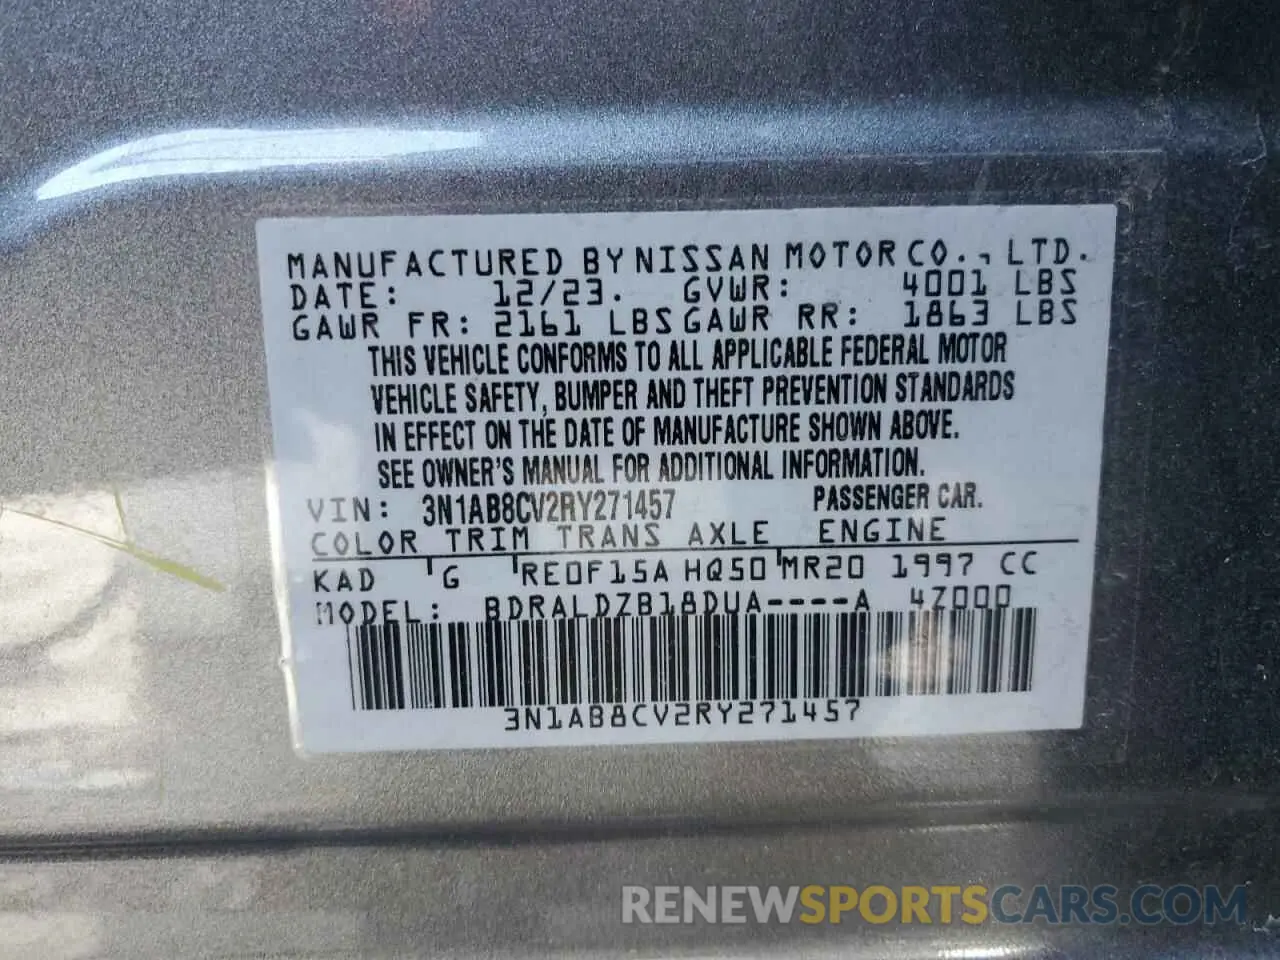 MANUFACTURED BY NISSAN MOTOR CO., LTD.
DATE: 12/23. GVWR: 4001 LBS
GAWR FR: 2161 LBS GAWR RR: 1863 LBS
THIS VEHICLE CONFORMS TO ALL APPLICABLE FEDERAL MOTOR
VEHICLE SAFETY, BUMPER AND THEFT PREVENTION STANDARDS
IN EFFECT ON THE DATE OF MANUFACTURE SHOWN ABOVE.
SEE OWNER'S MANUAL FOR ADDITIONAL INFORMATION.
VIN: 3N1AB8CV2RY271457 PASSENGER CAR.
COLOR TRIM TRANS AXLE ENGINE
KAD G RE0F15A HQ50 MR20 1997 CC
MODEL: BDRALDZB18DUA----A 4Z000
3N1AB8CV2RY271457
RENEWSPORTSCARS.COM